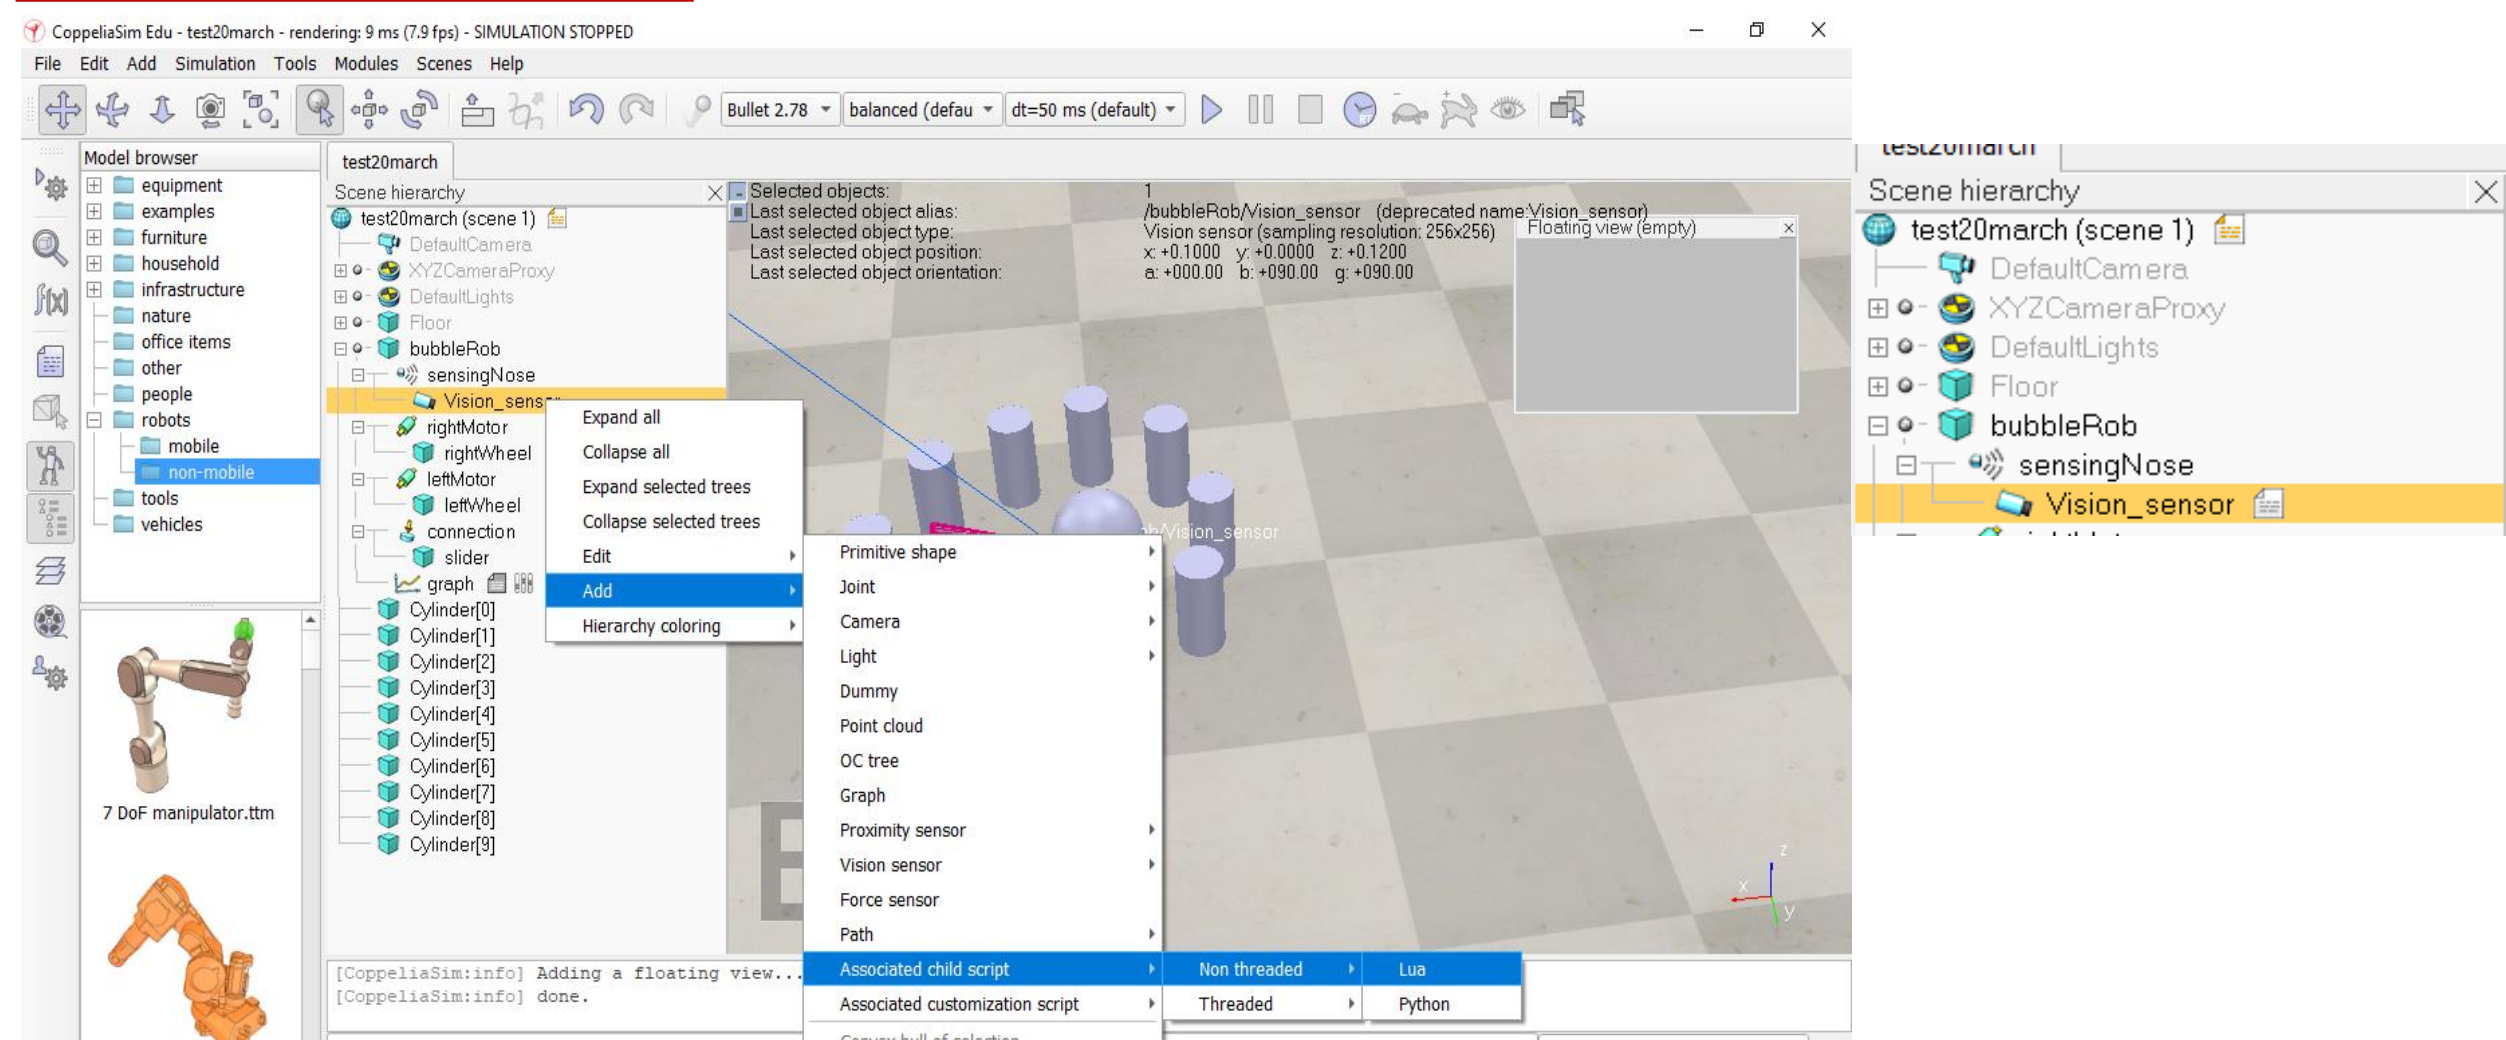 CoppeliaSim Edu - test20march - rendering: 9 ms (7.9 fps) - SIMULATION STOPPED
File Edit Add Simulation Tools Modules Scenes Help
Bullet 2.78 balanced (defau dt=50 ms (default)
RT
Model browser
equipment
examples
furniture
household
infrastructure
nature
office items
other
people
robots
mobile
non-mobile
tools
vehicles
7 DoF manipulator.ttm
f(x)
test20march
Scene hierarchy
test20march (scene 1)
DefaultCamera
XYZCameraProxy
DefaultLights
Floor
bubbleRob
sensingNose
Vision_sens
rightMotor
rightWheel
leftMotor
leftWheel
connection
slider
graph
Cylinder[0]
Cylinder[1]
Cylinder[2]
Cylinder[3]
Cylinder[4]
Cylinder[5]
Cylinder[6]
Cylinder[7]
Cylinder[8]
Cylinder[9]
Selected objects: 1
Last selected object alias: /bubbleRob/Vision_sensor (deprecated name:Vision_sensor)
Last selected object type: Vision sensor (sampling resolution: 256x256)
Last selected object position: x: +0.1000 y: +0.0000 z: +0.1200
Last selected object orientation: a: +000.00 b: +090.00 g: +090.00
Floating view (empty)
Expand all
Collapse all
Expand selected trees
Collapse selected trees
Edit
Add
Hierarchy coloring
/Vision_sensor
Primitive shape
Joint
Camera
Light
Dummy
Point cloud
OC tree
Graph
Proximity sensor
Vision sensor
Force sensor
Path
Associated child script
Associated customization script
Non threaded
Threaded
Lua
Python
z
x
y
[CoppeliaSim:info] Adding a floating view...
[CoppeliaSim:info] done.
test20march
Scene hierarchy
test20march (scene 1)
DefaultCamera
XYZCameraProxy
DefaultLights
Floor
bubbleRob
sensingNose
Vision_sensor